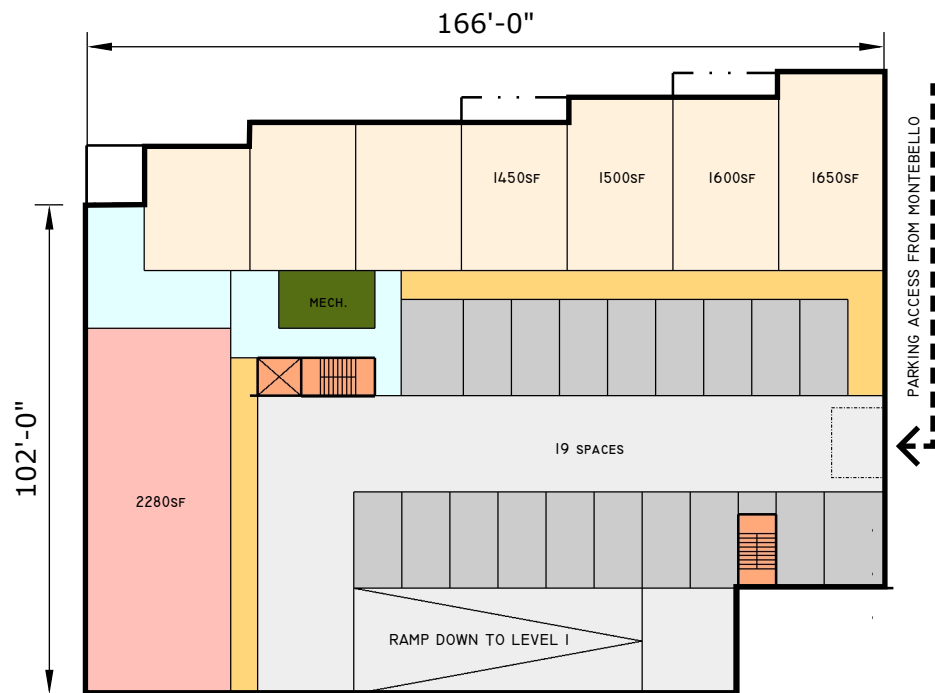 166'-0"
1450SF
1500SF
1600SF
1650SF
PARKING ACCESS FROM MONTEBELLO
MECH.
102'-0"
19 SPACES
2280SF
RAMP DOWN TO LEVEL 1